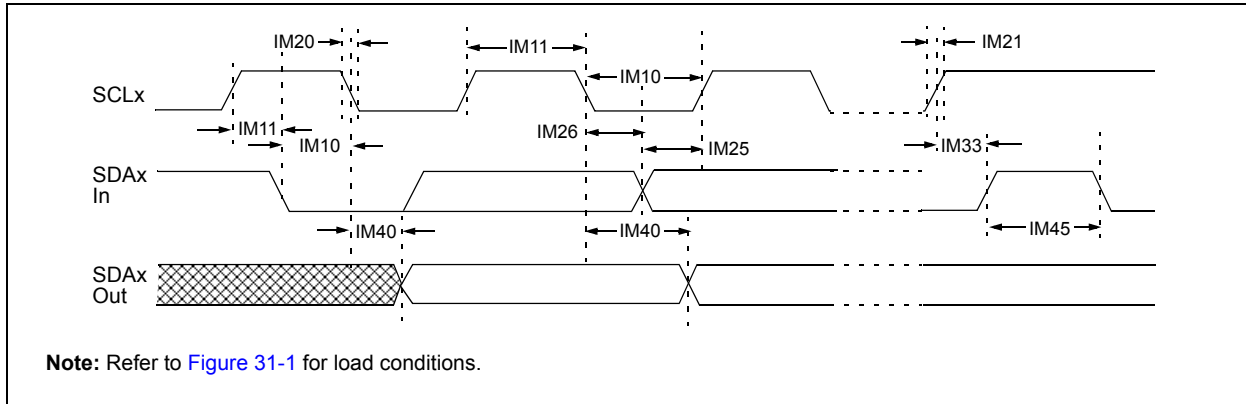 IM20
IM11
IM10
IM21
SCLx
IM11
IM10
IM26
IM25
IM33
SDAx
In
IM40
IM40
IM45
SDAx
Out
Note: Refer to Figure 31-1 for load conditions.